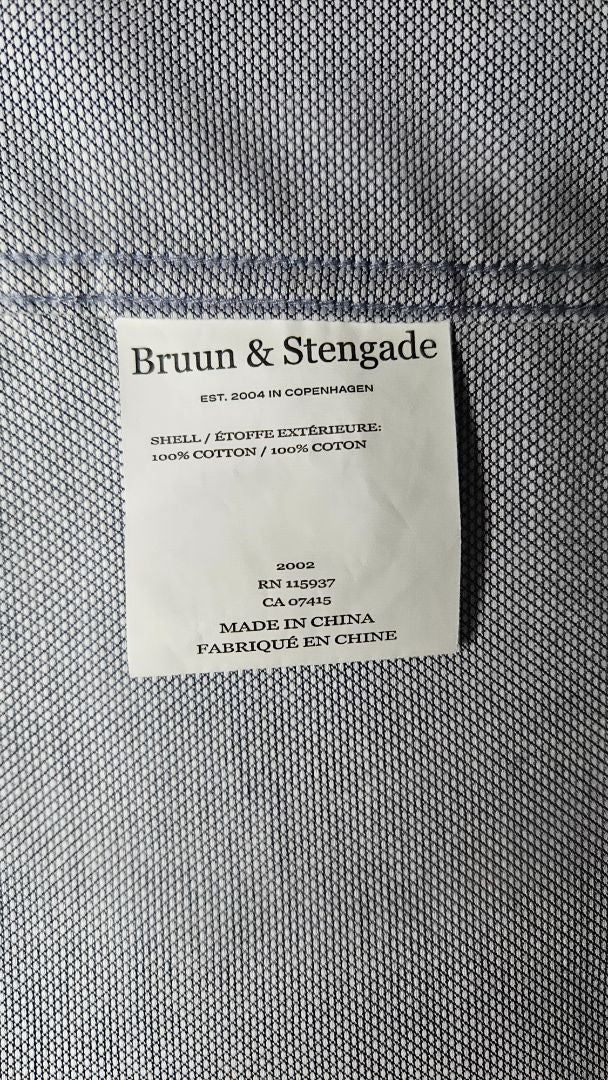 Bruun & Stengade
EST. 2004 IN COPENHAGEN
SHELL / ÉTOFFE EXTÉRIEURE:
100% COTTON / 100% COTON
2002
RN 115937
CA 07415
MADE IN CHINA
FABRIQUÉ EN CHINE